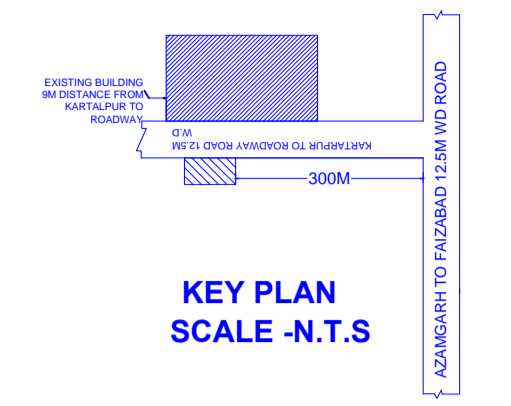 EXISTING BUILDING
9M DISTANCE FROM
KARTALPUR TO
ROADWAY
KARTARPUR TO ROADWAY ROAD 12.5M
W.D
300M
AZAMGARH TO FAIZABAD 12.5M WD ROAD
KEY PLAN
SCALE -N.T.S